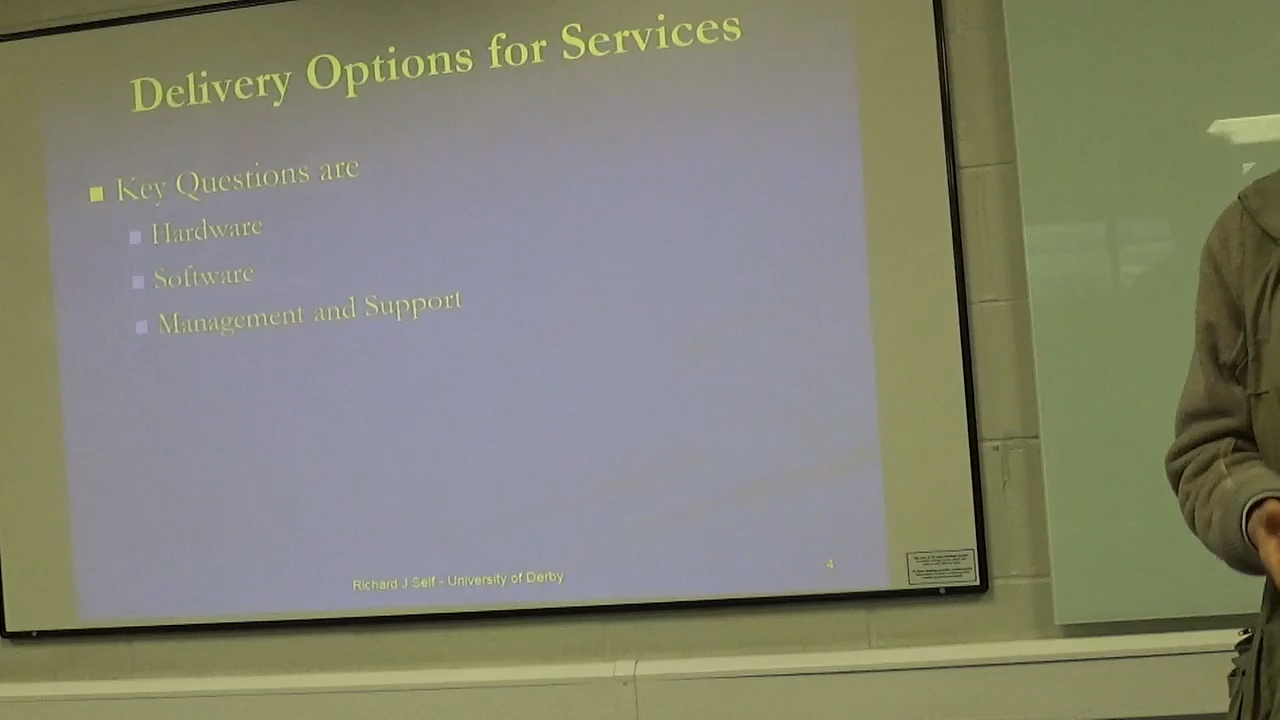 Delivery Options for Services
Key Questions are
Hardware
Software
Management and Support
Richard J Self - University of Derby
4